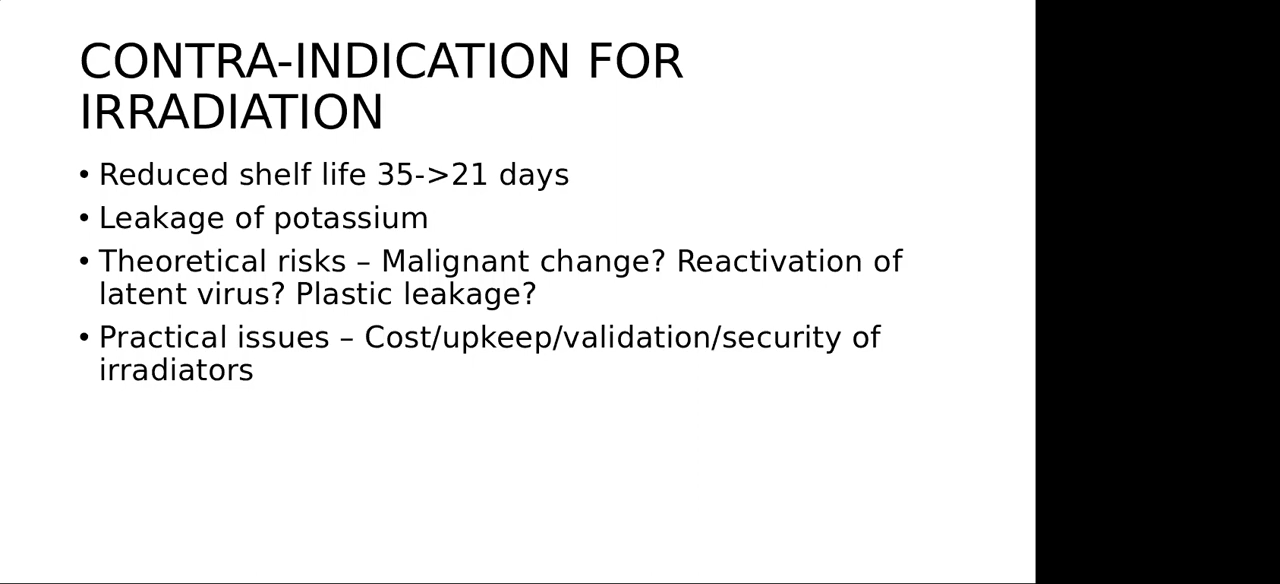 CONTRA-INDICATION FOR
IRRADIATION
• Reduced shelf life 35->21 days
• Leakage of potassium
• Theoretical risks – Malignant change? Reactivation of
latent virus? Plastic leakage?
• Practical issues – Cost/upkeep/validation/security of
irradiators